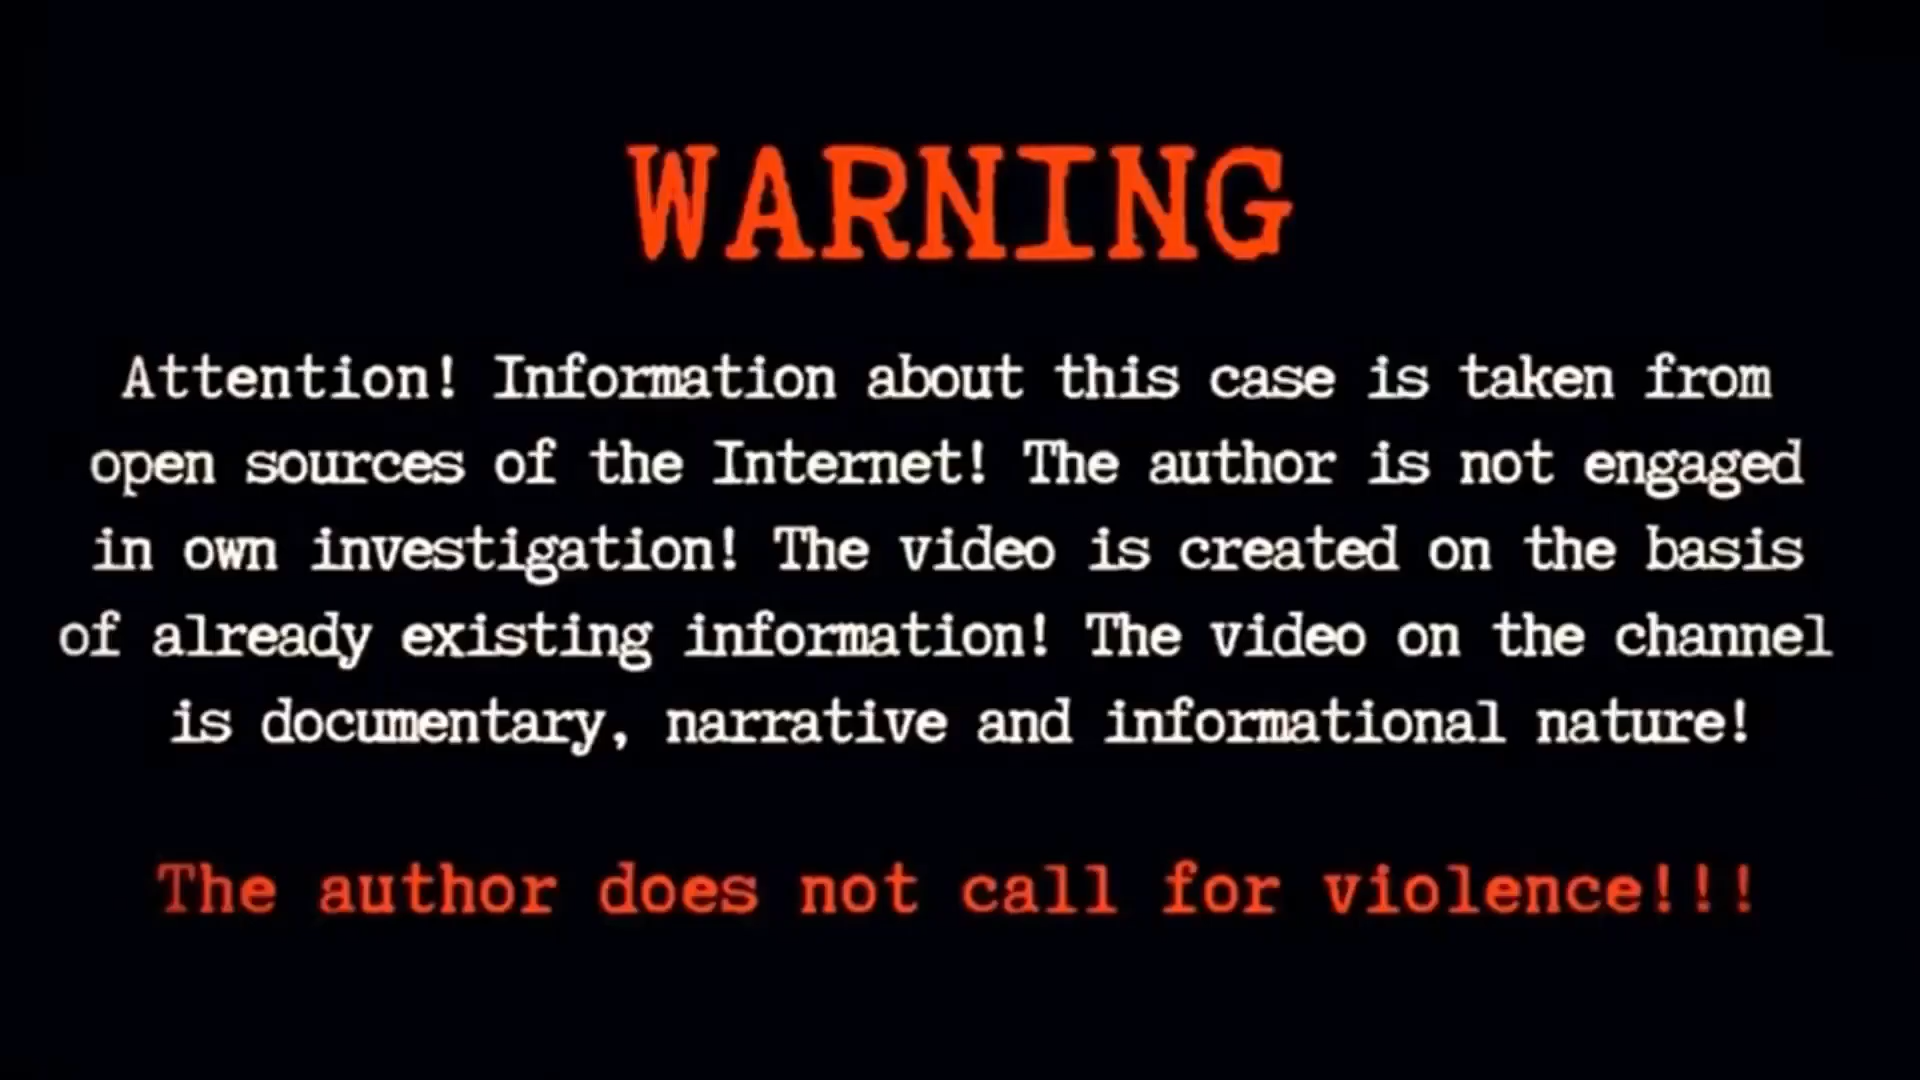 WARNING
Attention! Information about this case is taken from
open sources of the Internet! The author is not engaged
in own investigation! The video is created on the basis
of already existing information! The video on the channel
is documentary, narrative and informational nature!
The author does not call for violence!!!